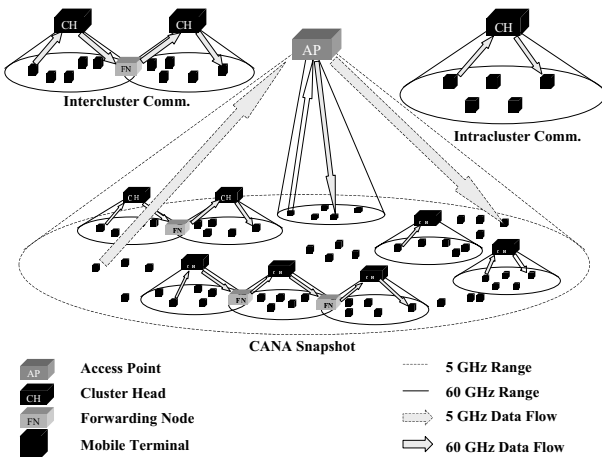 CH
CH
CH
AP
FN
Intercluster Comm.
Intracluster Comm.
CH
CH
FN
CH
CH
CH
CH
CH
FN
FN
CANA Snapshot
AP
Access Point
5 GHz Range
CH
Cluster Head
60 GHz Range
FN
Forwarding Node
5 GHz Data Flow
Mobile Terminal
60 GHz Data Flow